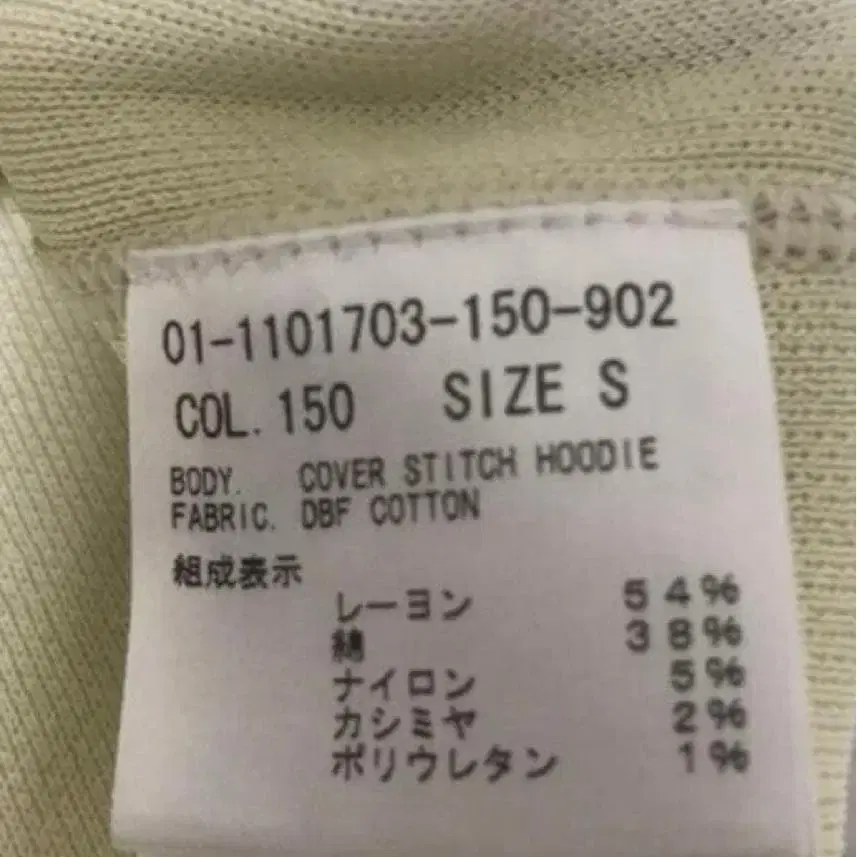 01-1101703-150-902
COL. 150 SIZE S
BODY. COVER STITCH HOODIE
FABRIC. DBF COTTON
組成表示
レーヨン 54%
綿 38%
ナイロン 5%
カシミヤ 2%
ポリウレタン 1%